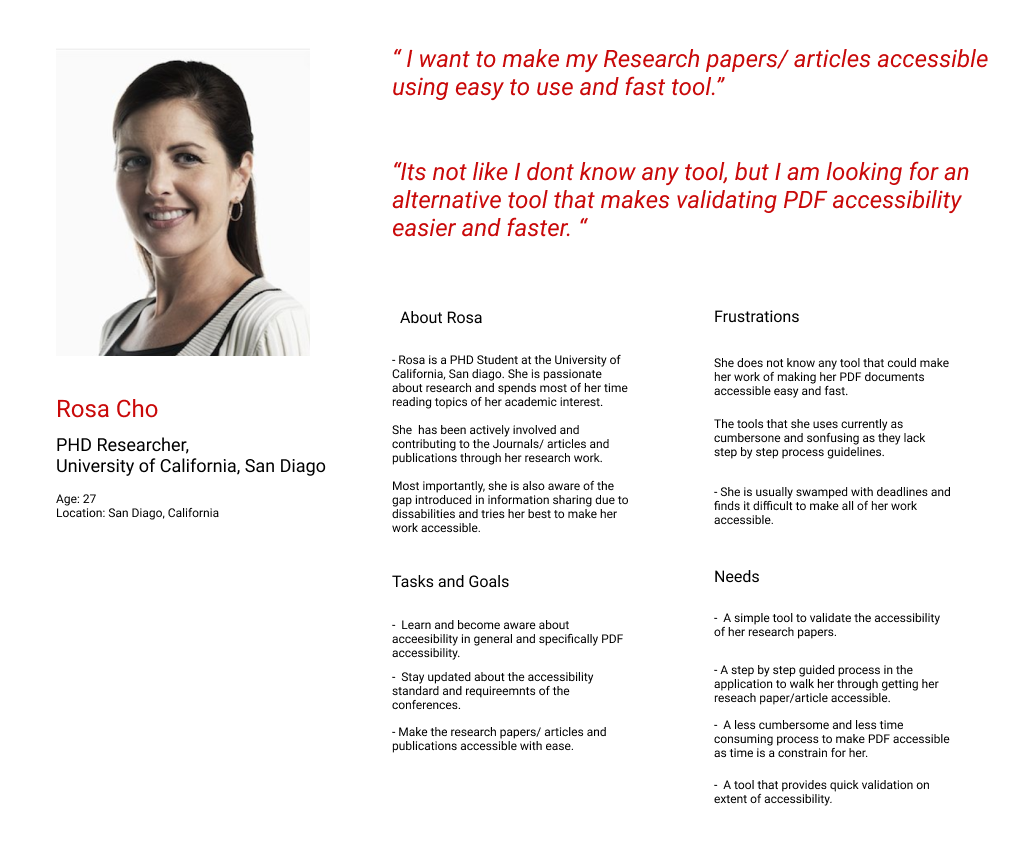 “ I want to make my Research papers/ articles accessible
using easy to use and fast tool.”
“Its not like I dont know any tool, but I am looking for an
alternative tool that makes validating PDF accessibility
easier and faster. “
Rosa Cho
PHD Researcher,
University of California, San Diago
Age: 27
Location: San Diago, California
About Rosa
- Rosa is a PHD Student at the University of
California, San diago. She is passionate
about research and spends most of her time
reading topics of her academic interest.
She  has been actively involved and
contributing to the Journals/ articles and
publications through her research work.
Most importantly, she is also aware of the
gap introduced in information sharing due to
dissabilities and tries her best to make her
work accessible.
Frustrations
She does not know any tool that could make
her work of making her PDF documents
accessible easy and fast.
The tools that she uses currently as
cumbersone and sonfusing as they lack
step by step process guidelines.
- She is usually swamped with deadlines and
finds it difficult to make all of her work
accessible.
Tasks and Goals
-  Learn and become aware about
acceesibility in general and specifically PDF
accessibility.
-  Stay updated about the accessibility
standard and requireemnts of the
conferences.
- Make the research papers/ articles and
publications accessible with ease.
Needs
-  A simple tool to validate the accessibility
of her research papers.
- A step by step guided process in the
application to walk her through getting her
reseach paper/article accessible.
-  A less cumbersome and less time
consuming process to make PDF accessible
as time is a constrain for her.
-  A tool that provides quick validation on
extent of accessibility.